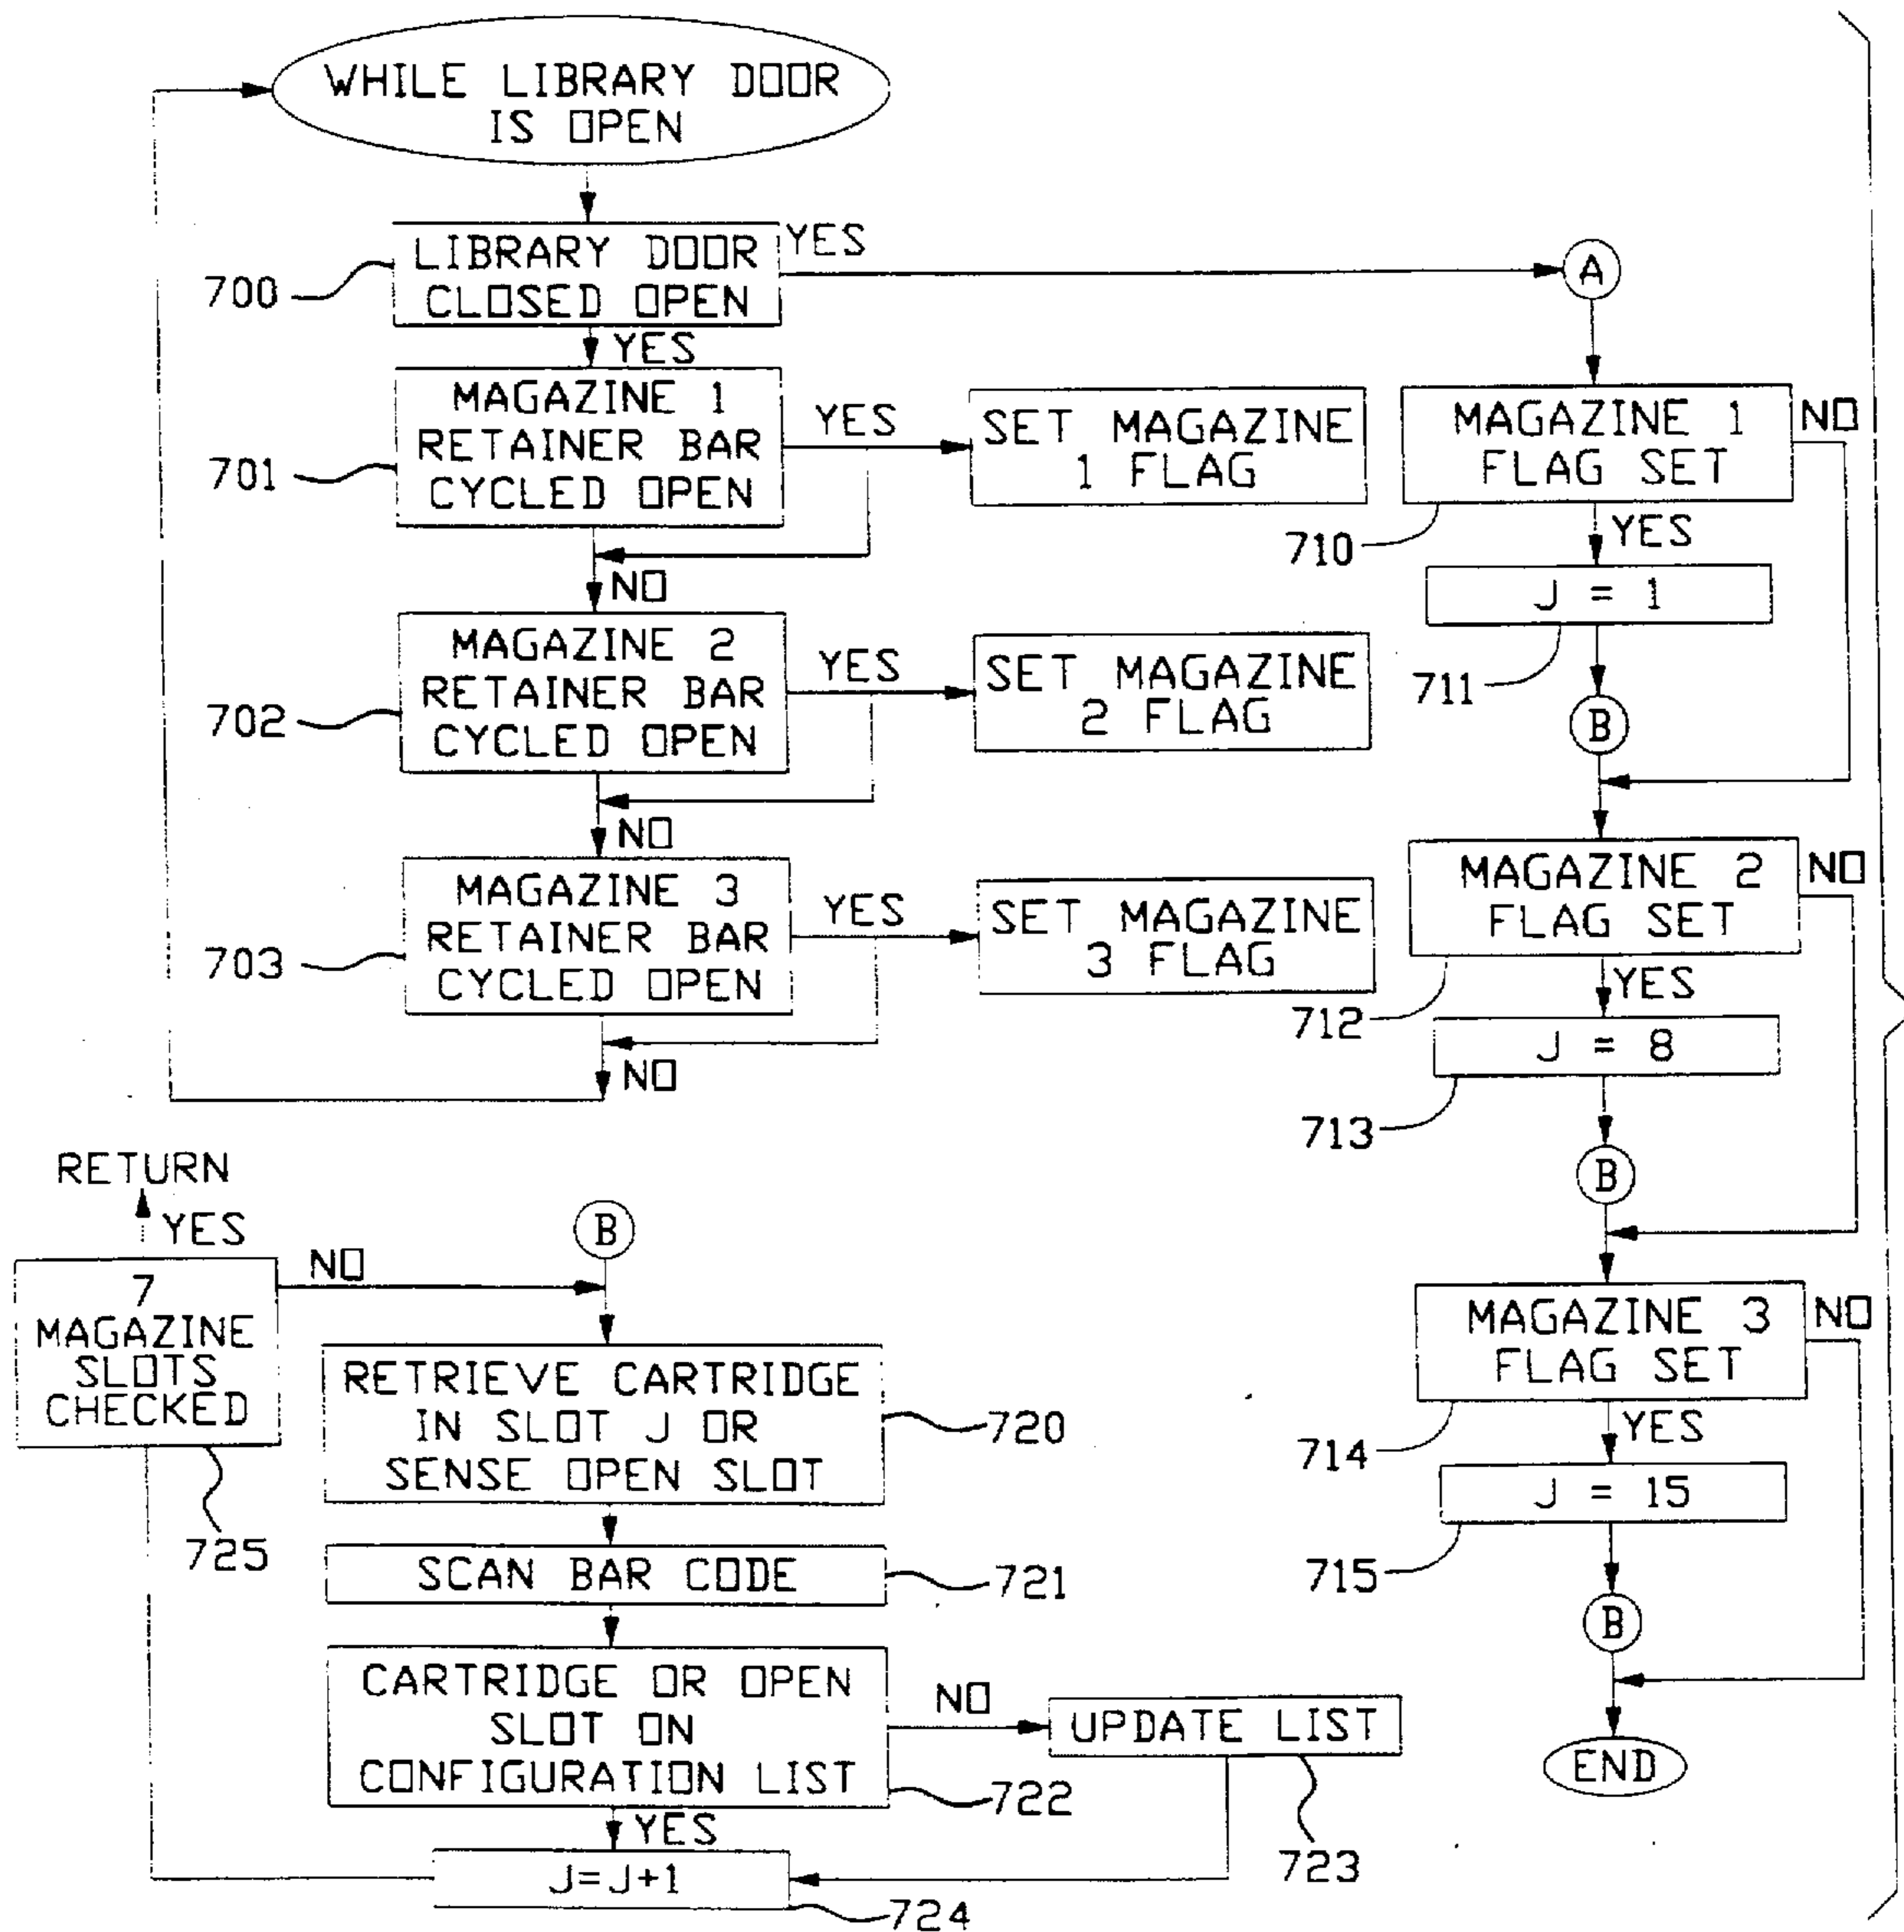 WHILE LIBRARY DOOR
IS OPEN
700
LIBRARY DOOR
CLOSED OPEN
YES
A
YES
701
MAGAZINE 1
RETAINER BAR
CYCLED OPEN
YES
SET MAGAZINE
1 FLAG
NO
702
MAGAZINE 2
RETAINER BAR
CYCLED OPEN
YES
SET MAGAZINE
2 FLAG
NO
703
MAGAZINE 3
RETAINER BAR
CYCLED OPEN
YES
SET MAGAZINE
3 FLAG
NO
MAGAZINE 1
FLAG SET
NO
710
YES
J = 1
711
B
MAGAZINE 2
FLAG SET
NO
712
YES
J = 8
713
B
MAGAZINE 3
FLAG SET
NO
714
YES
J = 15
715
B
END
RETURN
YES
7
MAGAZINE
SLOTS
CHECKED
725
NO
B
RETRIEVE CARTRIDGE
IN SLOT J OR
SENSE OPEN SLOT
720
SCAN BAR CODE
721
CARTRIDGE OR OPEN
SLOT ON
CONFIGURATION LIST
722
NO
UPDATE LIST
723
YES
J=J+1
724